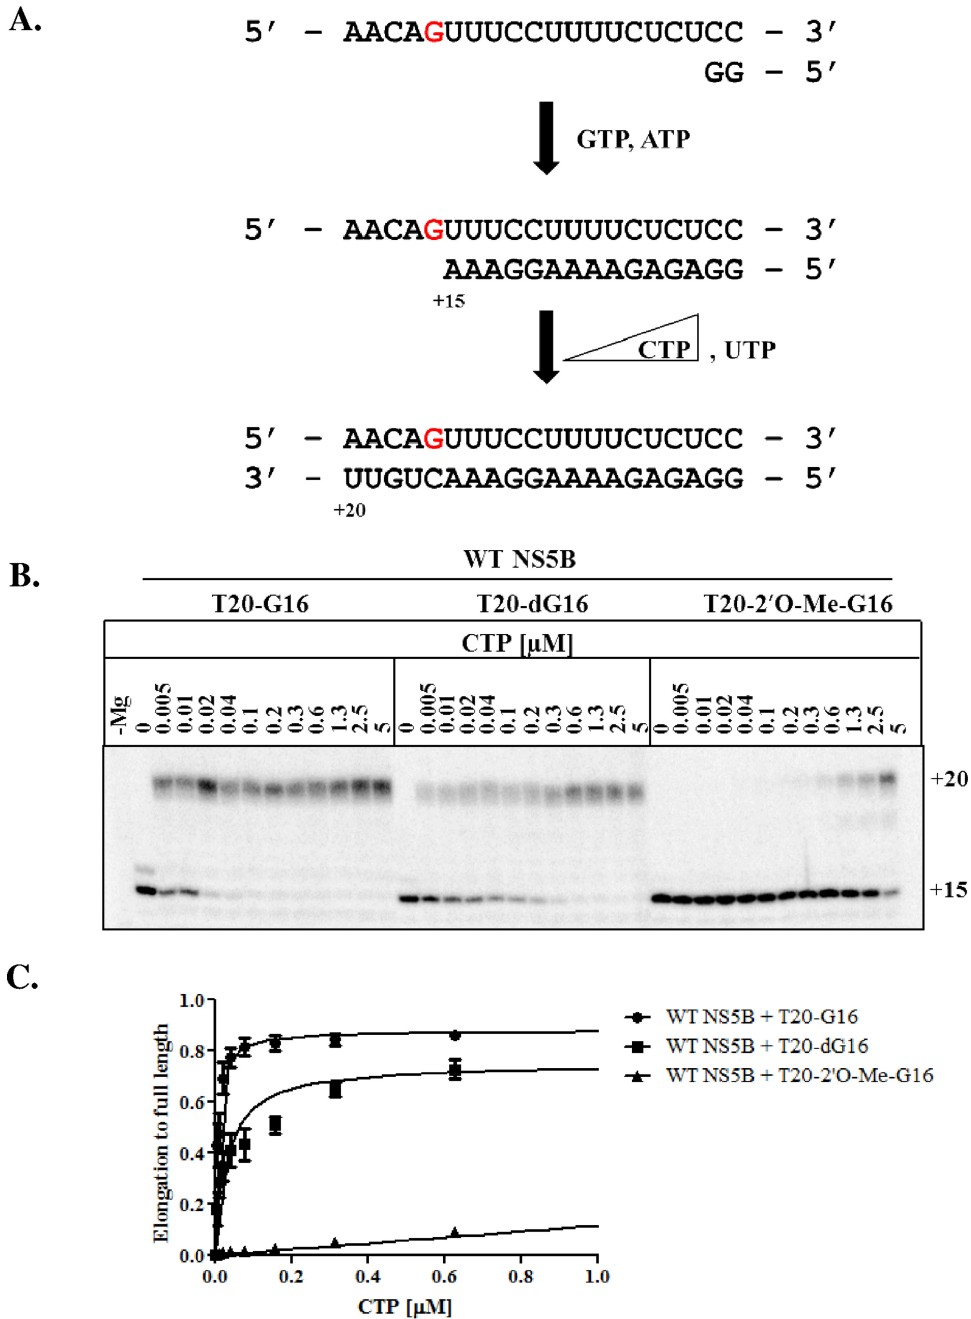 A.
5′ – AACAGUUUCCUUUUCUCUCC – 3′
GG – 5′
GTP, ATP
5′ – AACAGUUUCCUUUUCUCUCC – 3′
AAAGGAAAAGAGAGG – 5′
+15
CTP , UTP
5′ – AACAGUUUCCUUUUCUCUCC – 3′
3′ – UUGUCAAAGGAAAAGAGAGG – 5′
+20
B.
WT NS5B
T20-G16 T20-dG16 T20-2′O-Me-G16
CTP [µM]
-Mg 0 0.005 0.01 0.02 0.04 0.1 0.2 0.3 0.6 1.3 2.5 5 0 0.005 0.01 0.02 0.04 0.1 0.2 0.3 0.6 1.3 2.5 5 0 0.005 0.01 0.02 0.04 0.1 0.2 0.3 0.6 1.3 2.5 5
+20
+15
C.
Elongation to full length
1.0
0.8
0.6
0.4
0.2
0.0
0.0 0.2 0.4 0.6 0.8 1.0
CTP [µM]
WT NS5B + T20-G16
WT NS5B + T20-dG16
WT NS5B + T20-2'O-Me-G16